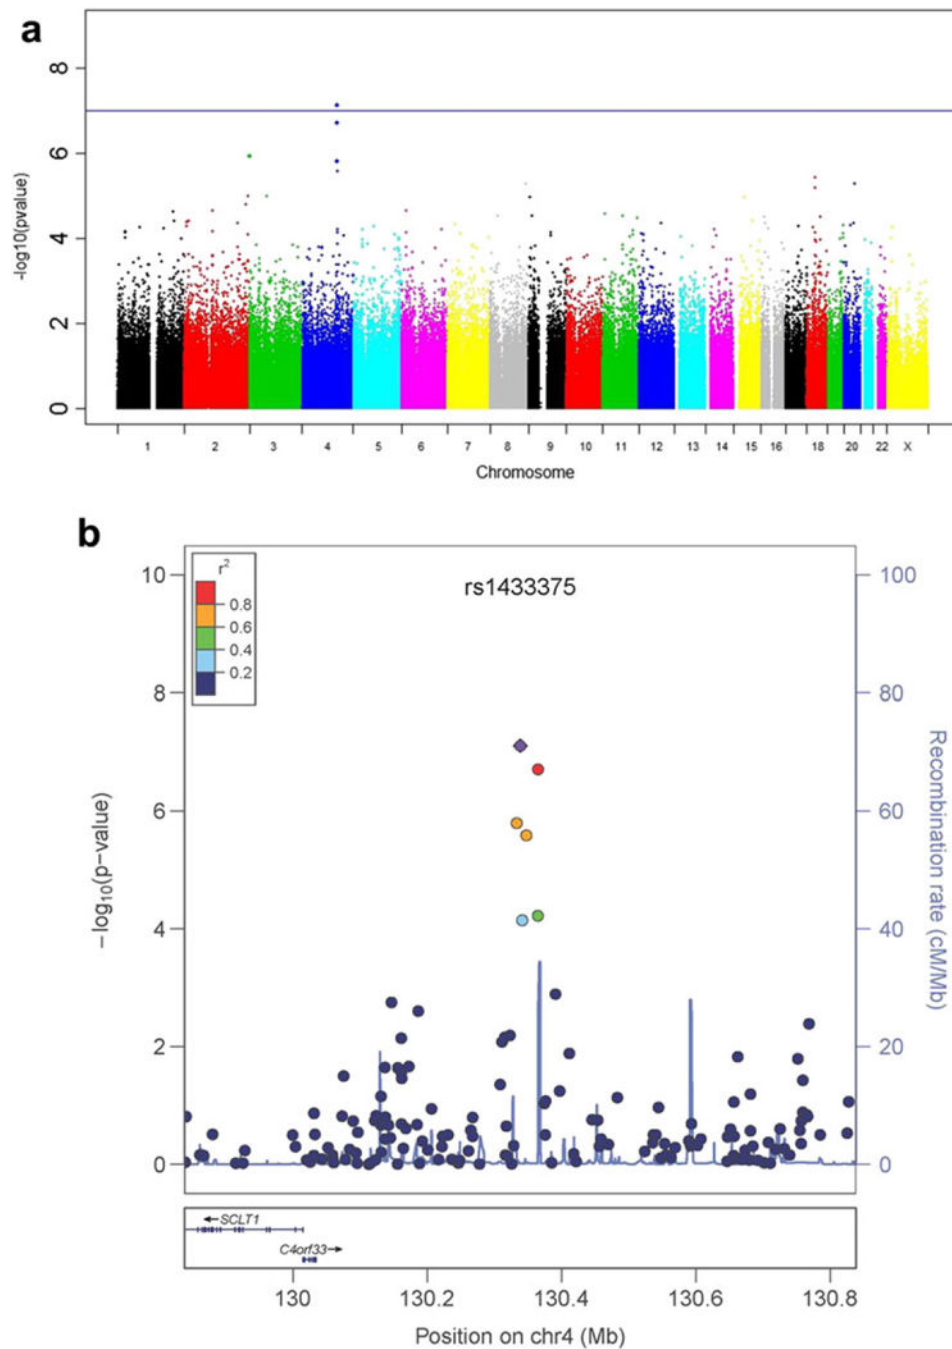 a
8
6
4
2
0
-log10(pvalue)
1 2 3 4 5 6 7 8 9 10 11 12 13 14 15 16 18 20 22 X
Chromosome
b
r2
0.8
0.6
0.4
0.2
rs1433375
10
8
6
4
2
0
−log10(p−value)
100
80
60
40
20
0
Recombination rate (cM/Mb)
SCLT1
C4orf33
130 130.2 130.4 130.6 130.8
Position on chr4 (Mb)